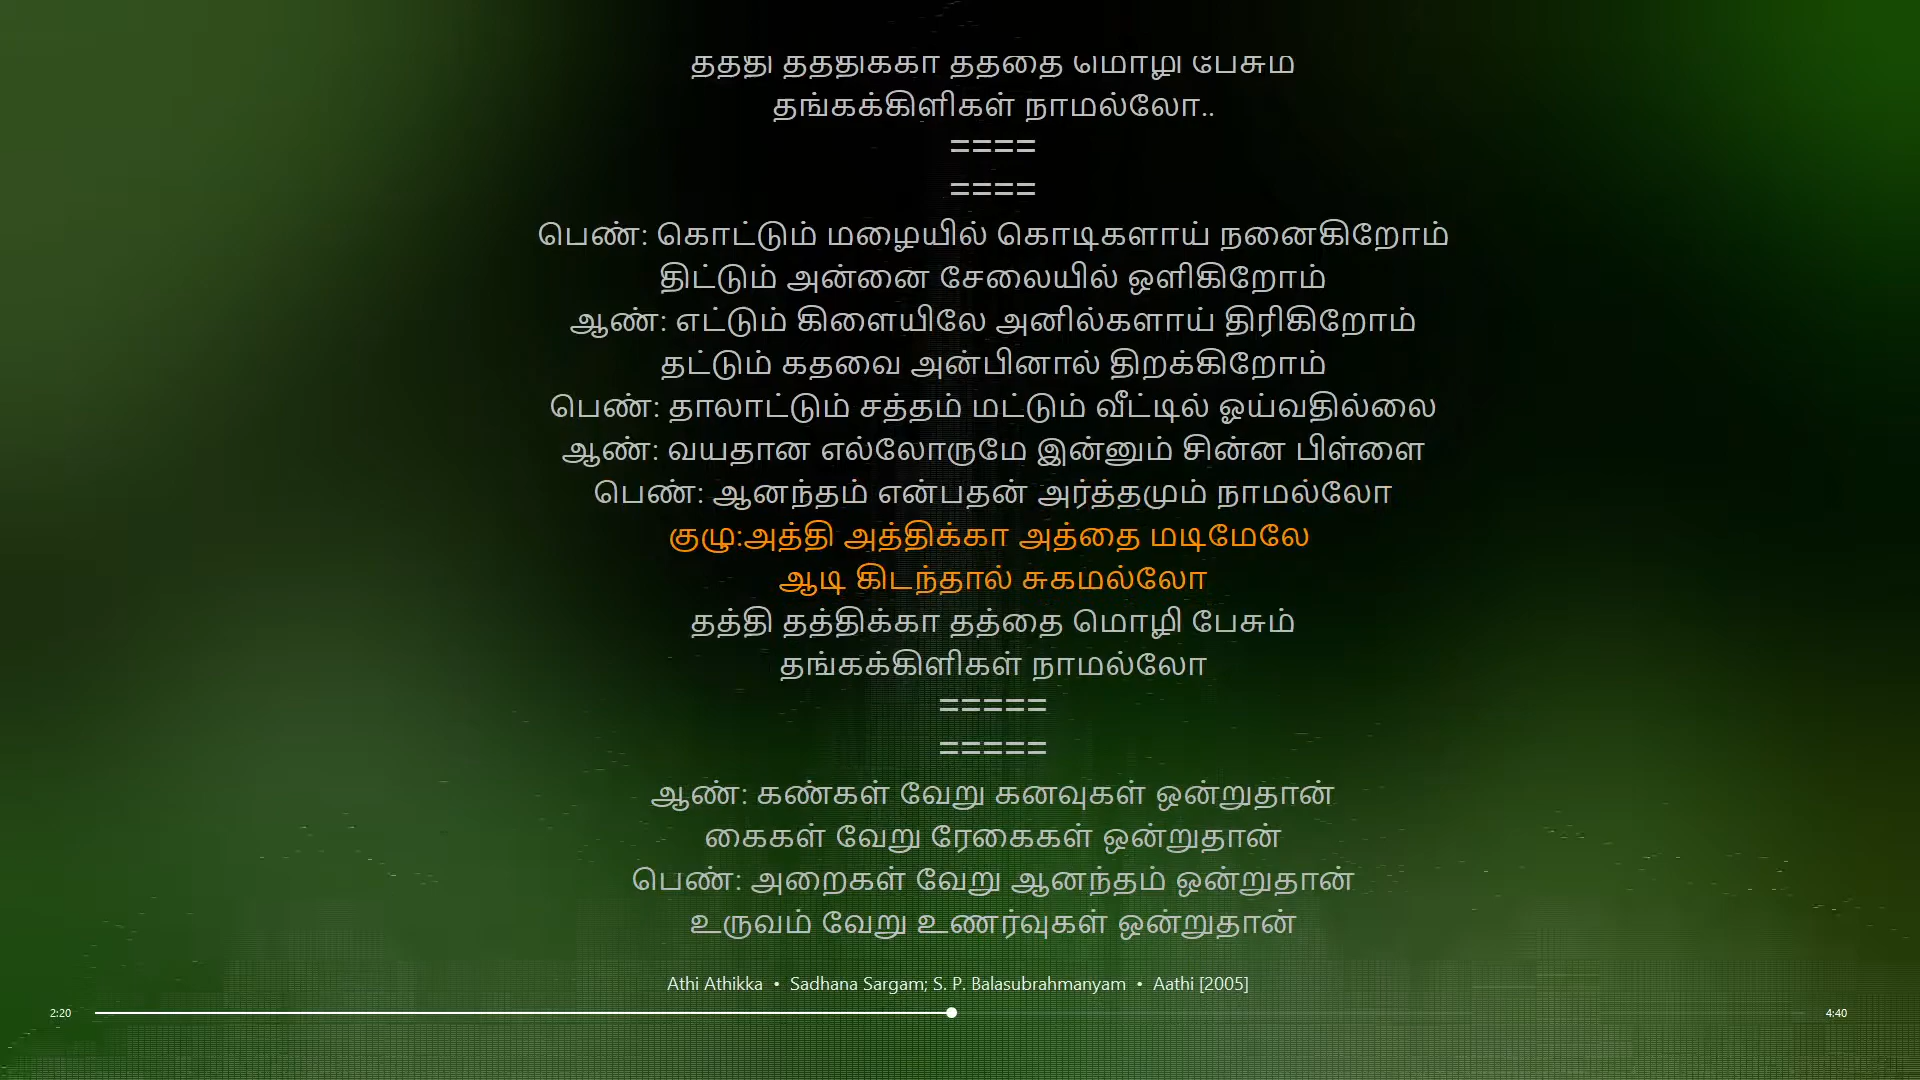 தத்தி தத்திக்கா தத்தை மொழி பேசும்
தங்கக்கிளிகள் நாமல்லோ..
====
====
பெண்: கொட்டும் மழையில் கொடிகளாய் நனைகிறோம்
திட்டும் அன்னை சேலையில் ஒளிகிறோம்
ஆண்: எட்டும் கிளையிலே அனில்களாய் திரிகிறோம்
தட்டும் கதவை அன்பினால் திறக்கிறோம்
பெண்: தாலாட்டும் சத்தம் மட்டும் வீட்டில் ஓய்வதில்லை
ஆண்: வயதான எல்லோருமே இன்னும் சின்ன பிள்ளை
பெண்: ஆனந்தம் என்பதன் அர்த்தமும் நாமல்லோ
குழு:அத்தி அத்திக்கா அத்தை மடிமேலே
ஆடி கிடந்தால் சுகமல்லோ
தத்தி தத்திக்கா தத்தை மொழி பேசும்
தங்கக்கிளிகள் நாமல்லோ
=====
=====
ஆண்: கண்கள் வேறு கனவுகள் ஒன்றுதான்
கைகள் வேறு ரேகைகள் ஒன்றுதான்
பெண்: அறைகள் வேறு ஆனந்தம் ஒன்றுதான்
உருவம் வேறு உணர்வுகள் ஒன்றுதான்
Athi Athikka • Sadhana Sargam; S. P. Balasubrahmanyam • Aathi [2005]
2:20 4:40